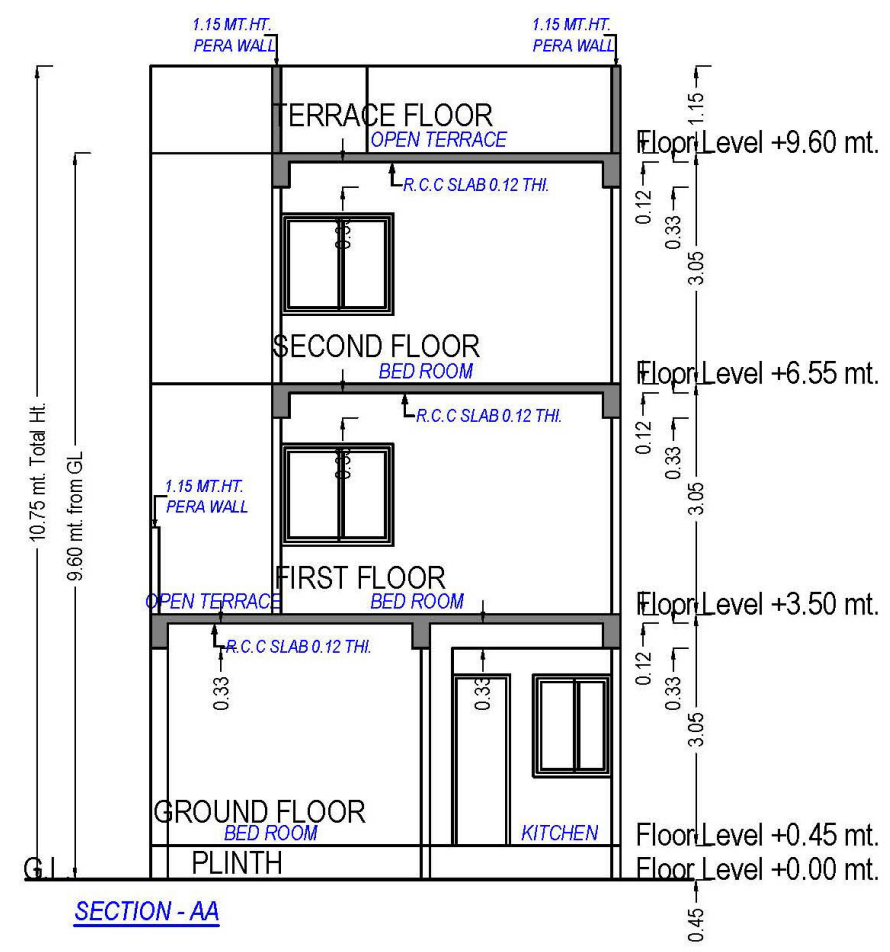 1.15 MT.HT.
PERA WALL
1.15 MT.HT.
PERA WALL
1.15
TERRACE FLOOR
OPEN TERRACE
Floor Level +9.60 mt.
R.C.C SLAB 0.12 THI.
0.12
0.33
0.33
3.05
SECOND FLOOR
BED ROOM
Floor Level +6.55 mt.
R.C.C SLAB 0.12 THI.
0.12
0.33
0.33
10.75 mt. Total Ht.
9.60 mt. from GL
1.15 MT.HT.
PERA WALL
3.05
FIRST FLOOR
OPEN TERRACE
BED ROOM
Floor Level +3.50 mt.
R.C.C SLAB 0.12 THI.
0.12
0.33
0.33
0.33
3.05
GROUND FLOOR
BED ROOM
KITCHEN
Floor Level +0.45 mt.
G.L.
PLINTH
Floor Level +0.00 mt.
SECTION - AA
0.45